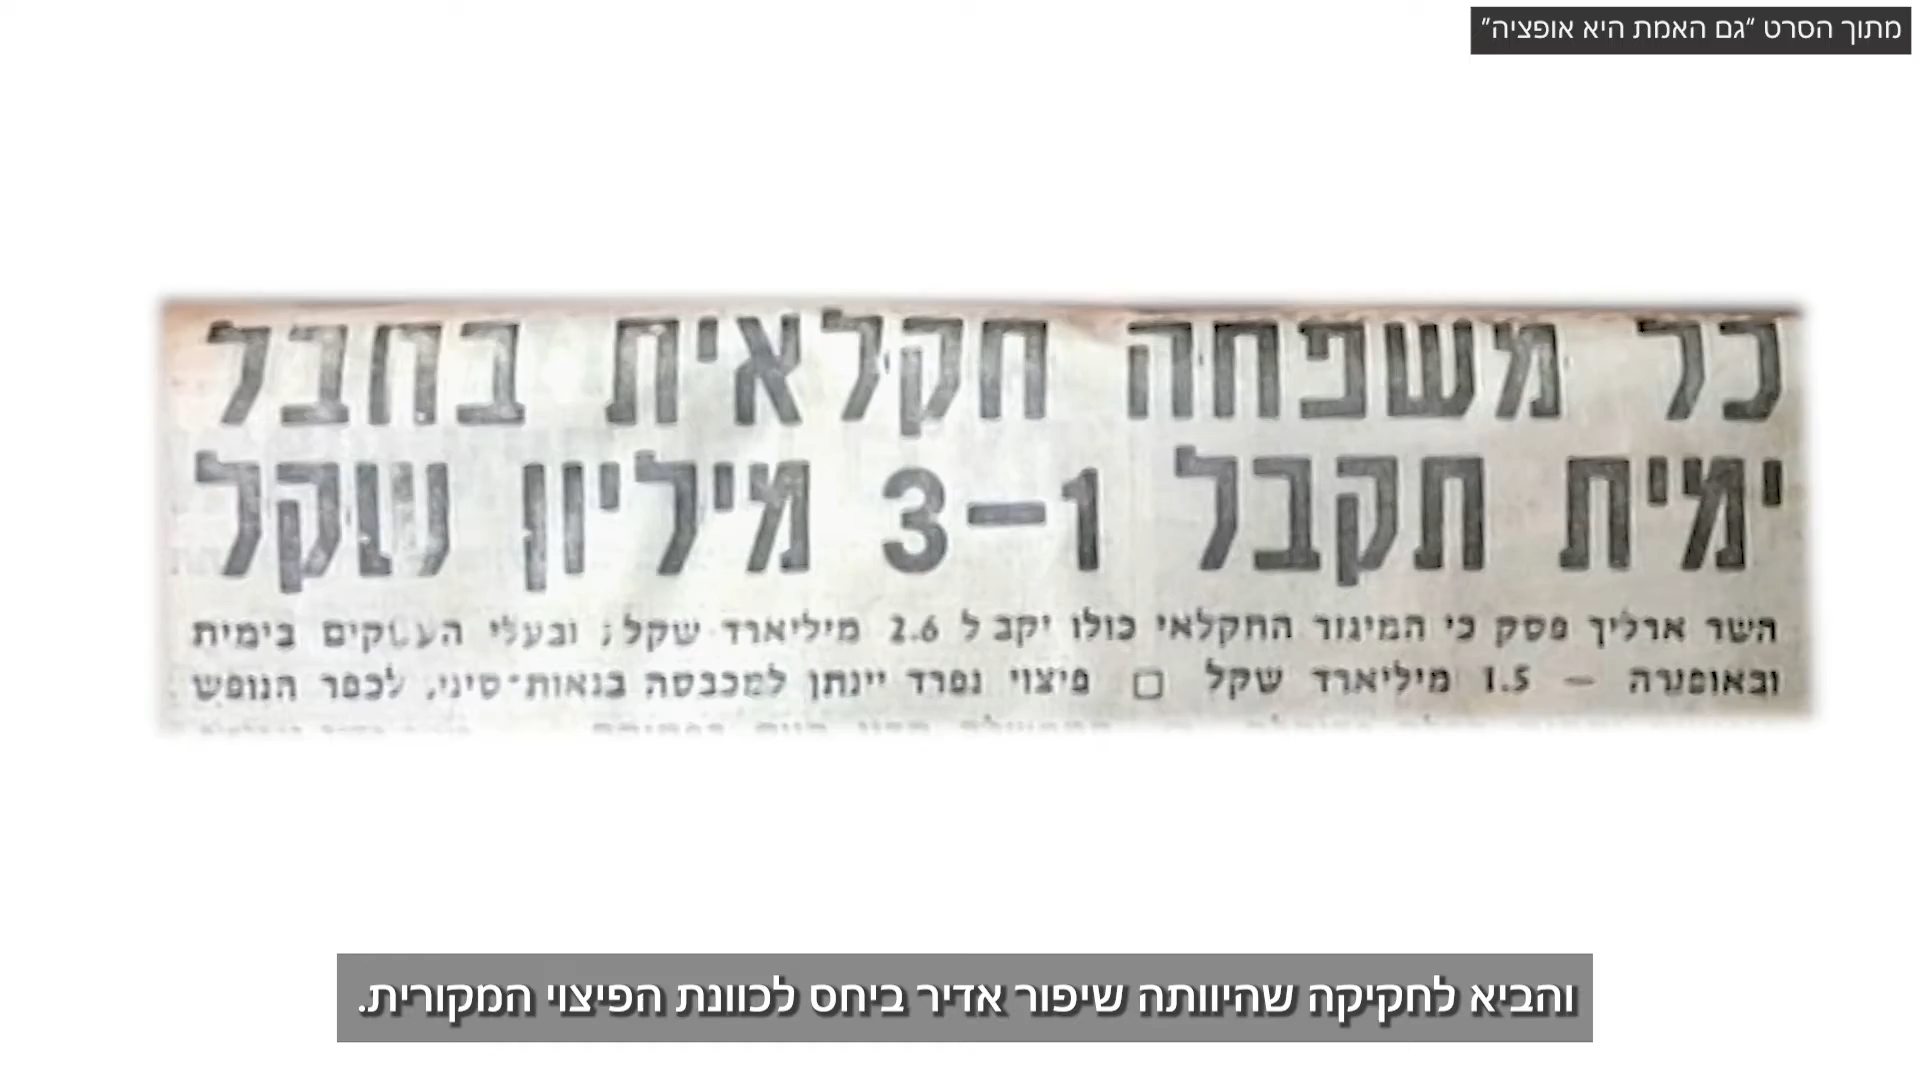 מתוך הסרט "גם האמת היא אופציה"
כל משפחה חקלאית בחבל
ימית תקבל 1–3 מיליון שקל
השר ארליך פסק כי המיגזר החקלאי כולו יקבל 2.6 מיליארד שקל; ובעלי העסקים בימית
ובאופירה – 1.5 מיליארד שקל □ פיצוי נפרד יינתן למכבסה בנאות־סיני, לכפר הנופש
והביא לחקיקה שהיוותה שיפור אדיר ביחס לכוונת הפיצוי המקורית.